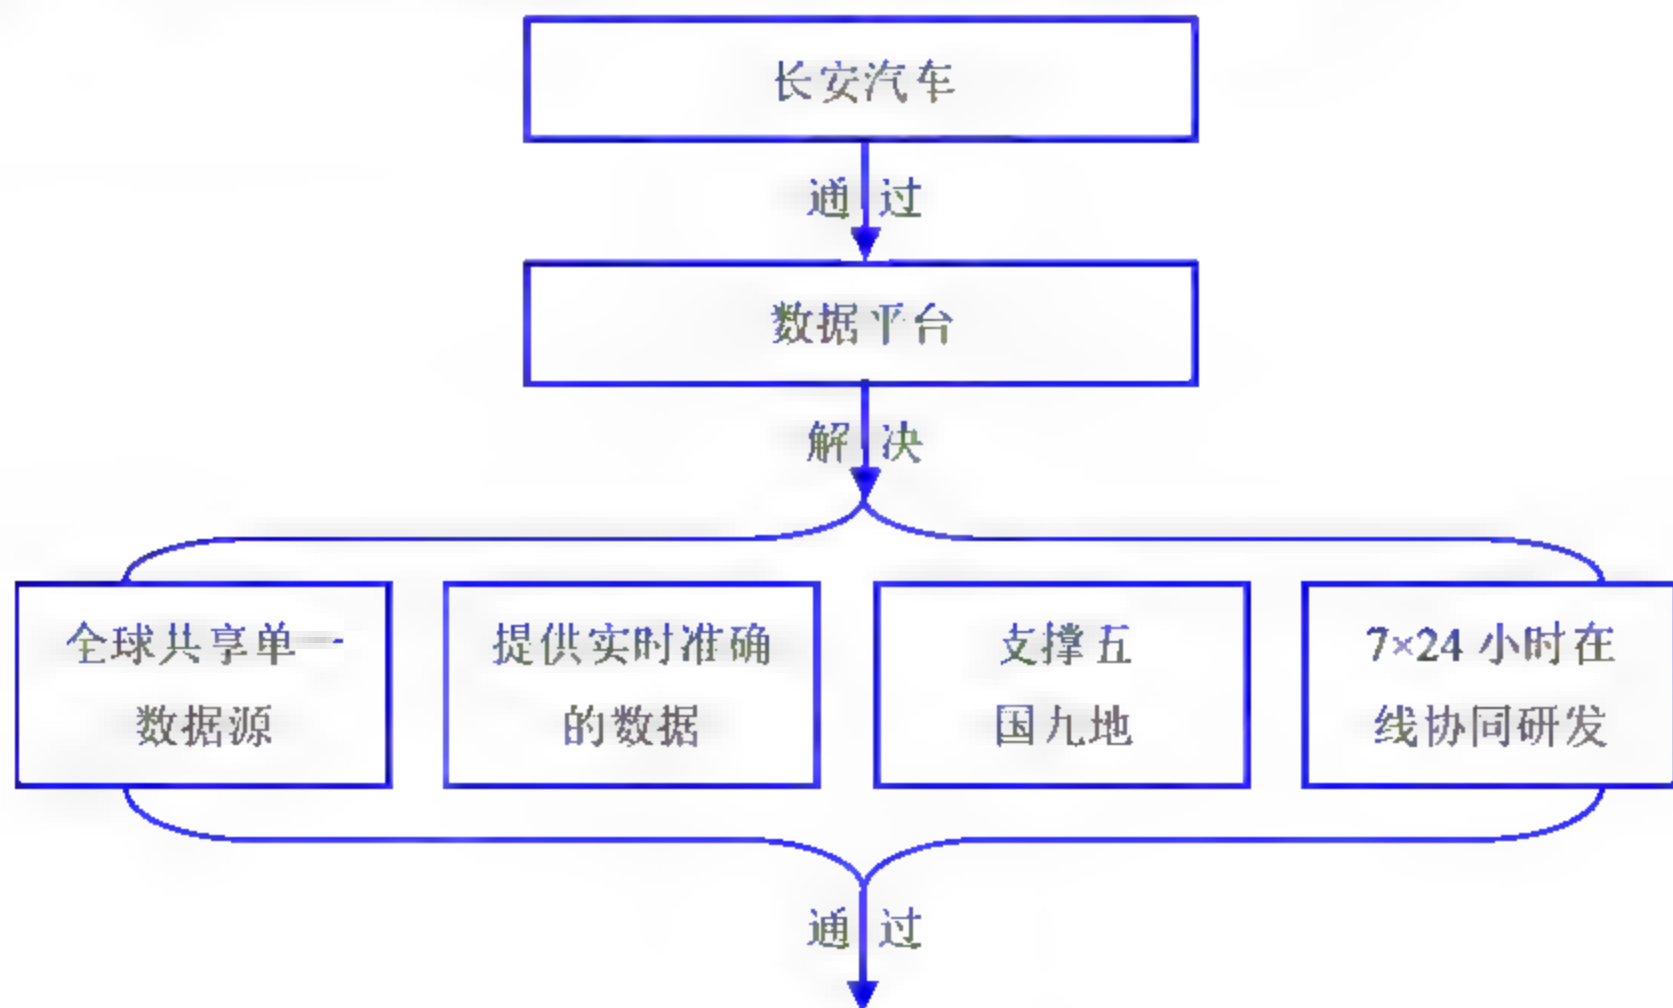 长安汽车
通过
数据平台
解决
全球共享单一
数据源
提供实时准确
的数据
支撑五
国九地
7×24 小时在
线协同研发
通过